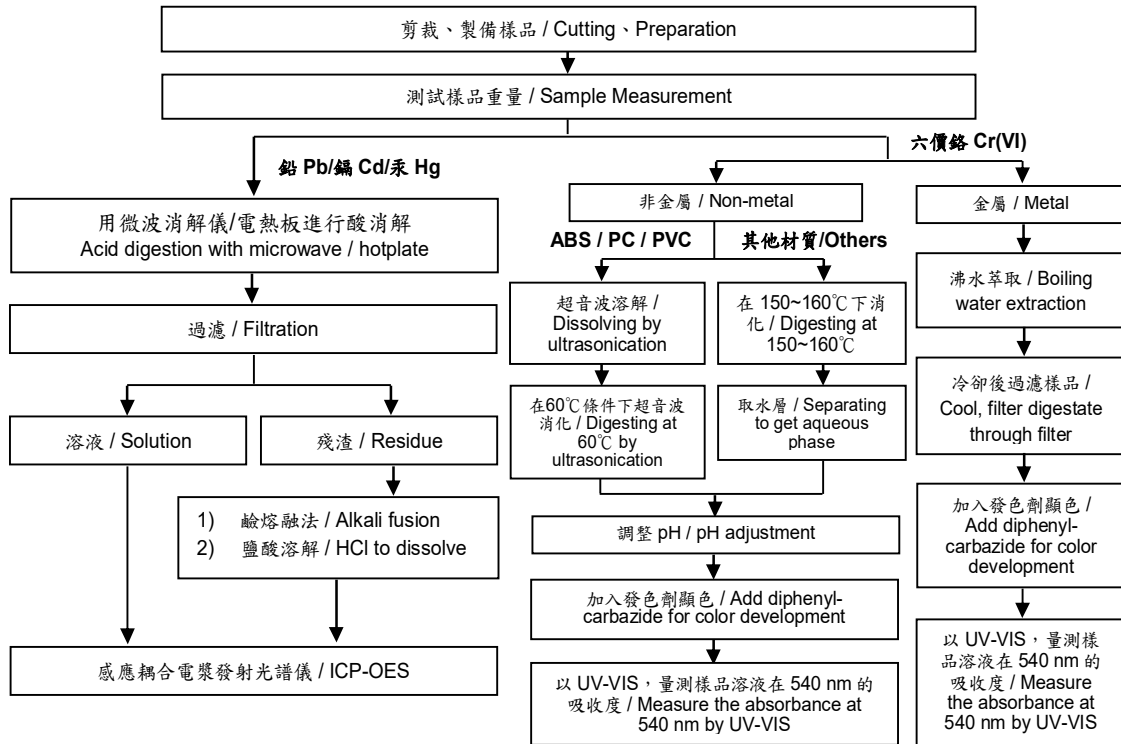 剪裁、製備樣品 / Cutting、Preparation
測試樣品重量 / Sample Measurement
鉛 Pb/鎘 Cd/汞 Hg
六價鉻 Cr(VI)
用微波消解儀/電熱板進行酸消解
Acid digestion with microwave / hotplate
過濾 / Filtration
溶液 / Solution
殘渣 / Residue
1) 鹼熔融法 / Alkali fusion
2) 鹽酸溶解 / HCl to dissolve
感應耦合電漿發射光譜儀 / ICP-OES
非金屬 / Non-metal
ABS / PC / PVC
其他材質/Others
超音波溶解 /
Dissolving by
ultrasonication
在 150~160℃下消
化 / Digesting at
150~160℃
在60℃條件下超音波
消化 / Digesting at
60℃ by
ultrasonication
取水層 / Separating
to get aqueous
phase
調整 pH / pH adjustment
加入發色劑顯色 / Add diphenyl-
carbazide for color development
以 UV-VIS，量測樣品溶液在 540 nm 的
吸收度 / Measure the absorbance at
540 nm by UV-VIS
金屬 / Metal
沸水萃取 / Boiling
water extraction
冷卻後過濾樣品 /
Cool, filter digestate
through filter
加入發色劑顯色 /
Add diphenyl-
carbazide for color
development
以 UV-VIS，量測樣
品溶液在 540 nm 的
吸收度 / Measure
the absorbance at
540 nm by UV-VIS